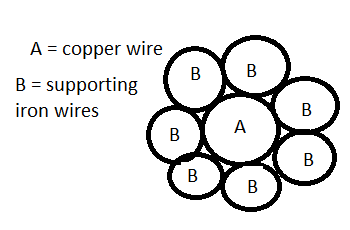 A = copper wire
B = supporting
iron wires
B
B
B
A
B
B
B
B